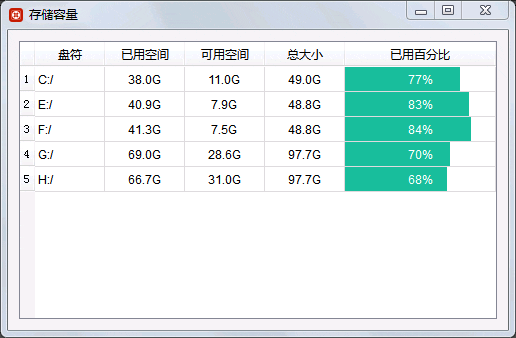 存储容量
盘符 已用空间 可用空间 总大小 已用百分比
1 C:/ 38.0G 11.0G 49.0G 77%
2 E:/ 40.9G 7.9G 48.8G 83%
3 F:/ 41.3G 7.5G 48.8G 84%
4 G:/ 69.0G 28.6G 97.7G 70%
5 H:/ 66.7G 31.0G 97.7G 68%